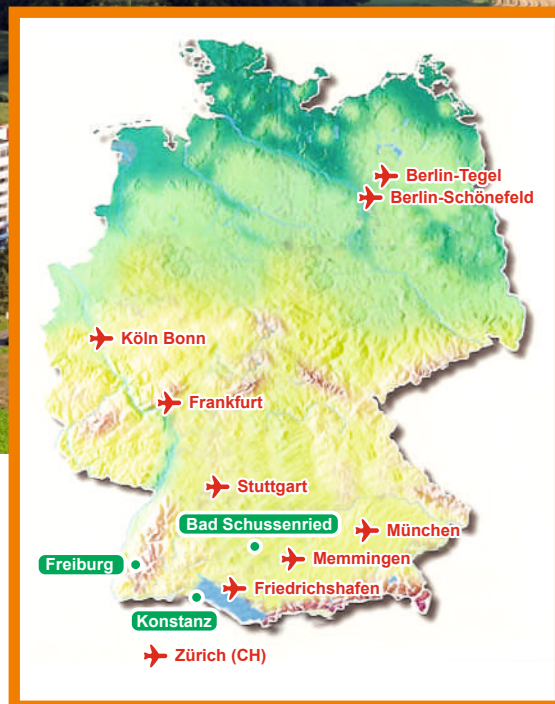 Berlin-Tegel
Berlin-Schönefeld
Köln Bonn
Frankfurt
Stuttgart
Bad Schussenried
München
Freiburg
Memmingen
Friedrichshafen
Konstanz
Zürich (CH)